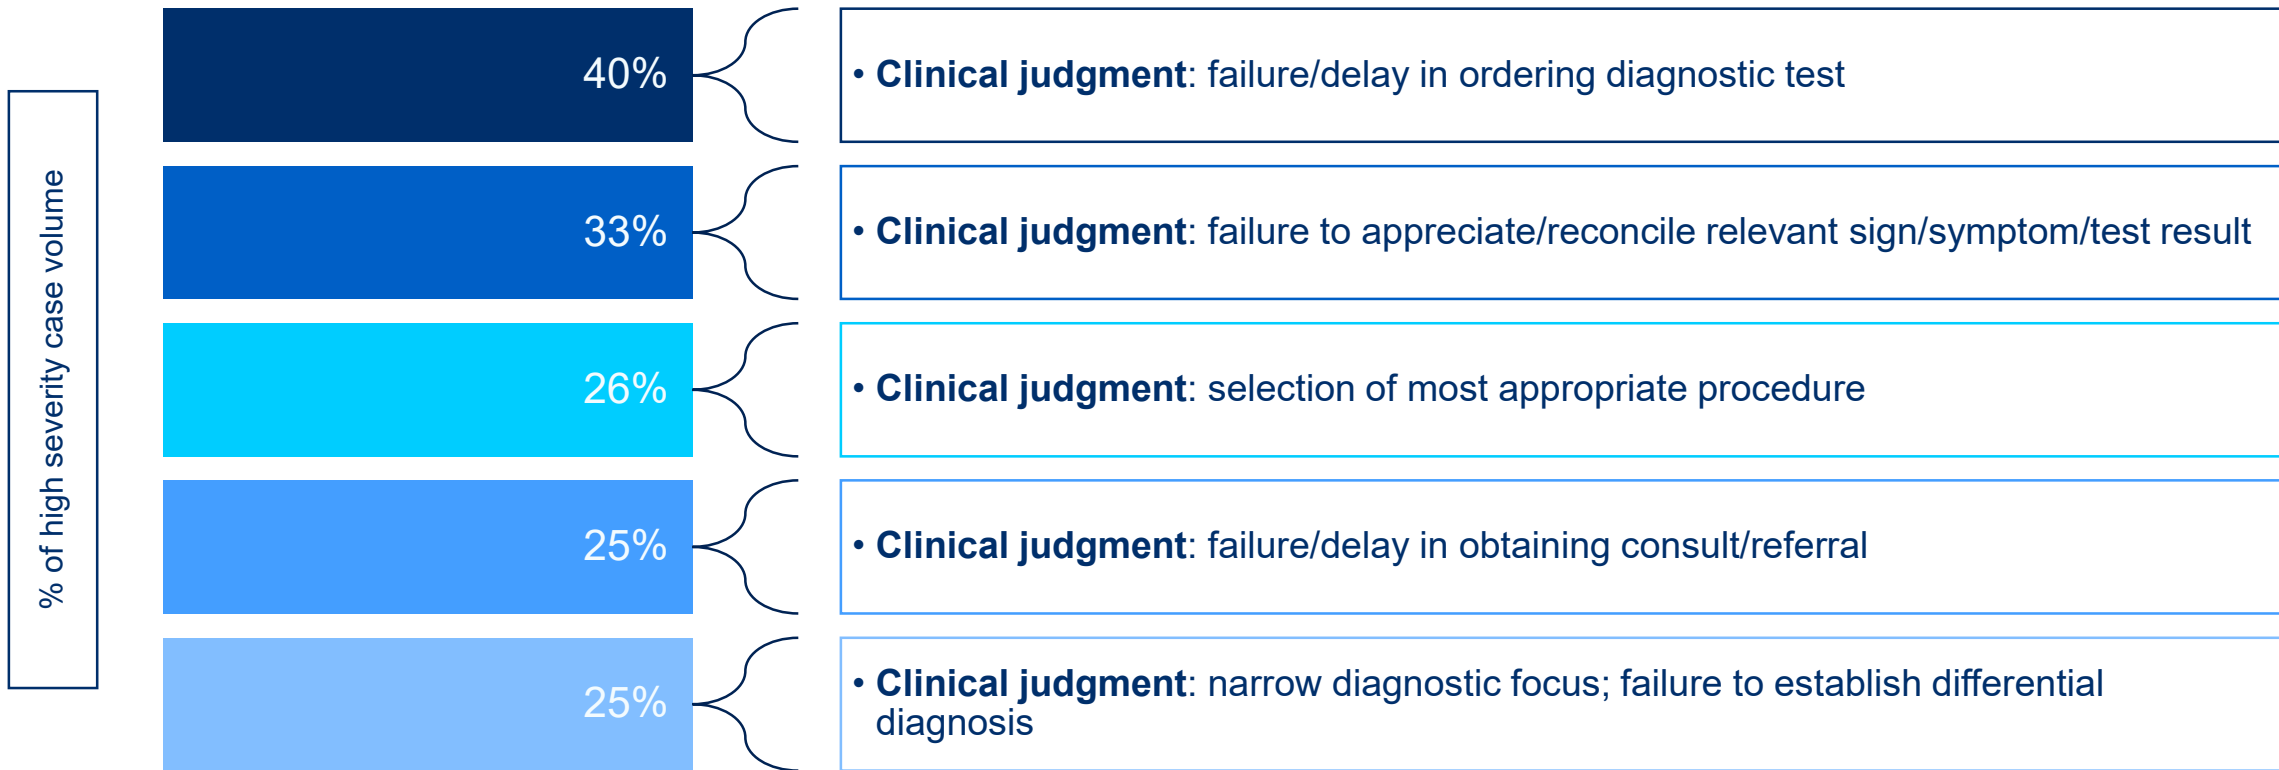 % of high severity case volume
40%
• Clinical judgment: failure/delay in ordering diagnostic test
33%
• Clinical judgment: failure to appreciate/reconcile relevant sign/symptom/test result
26%
• Clinical judgment: selection of most appropriate procedure
25%
• Clinical judgment: failure/delay in obtaining consult/referral
25%
• Clinical judgment: narrow diagnostic focus; failure to establish differential
diagnosis